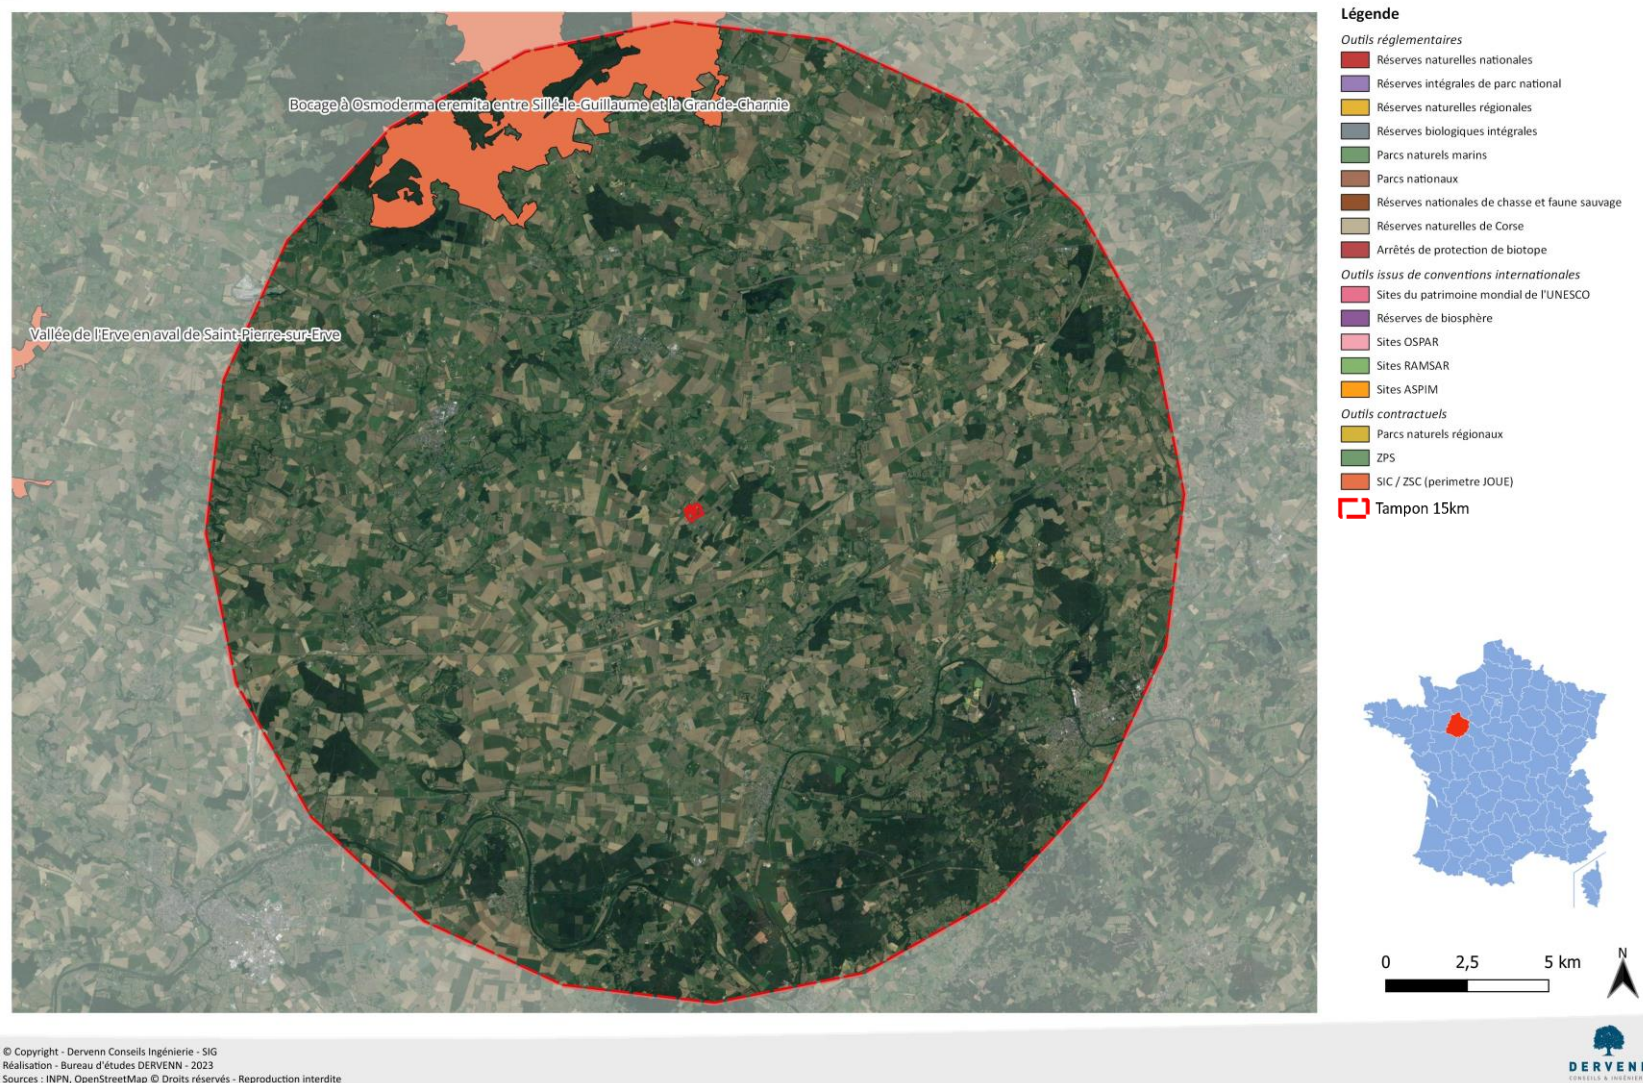 Bocage à Osmoderma eremita entre Sillé-le-Guillaume et la Grande-Charnie
Vallée de l'Erve en aval de Saint-Pierre-sur-Erve
Légende
Outils réglementaires
Réserves naturelles nationales
Réserves intégrales de parc national
Réserves naturelles régionales
Réserves biologiques intégrales
Parcs naturels marins
Parcs nationaux
Réserves nationales de chasse et faune sauvage
Réserves naturelles de Corse
Arrêtés de protection de biotope
Outils issus de conventions internationales
Sites du patrimoine mondial de l'UNESCO
Réserves de biosphère
Sites OSPAR
Sites RAMSAR
Sites ASPIM
Outils contractuels
Parcs naturels régionaux
ZPS
SIC / ZSC (perimetre JOUE)
Tampon 15km
0 2,5 5 km
N
© Copyright - Dervenn Conseils Ingénierie - SIG
Réalisation - Bureau d'études DERVENN - 2023
Sources : INPN, OpenStreetMap © Droits réservés - Reproduction interdite
DERVENN